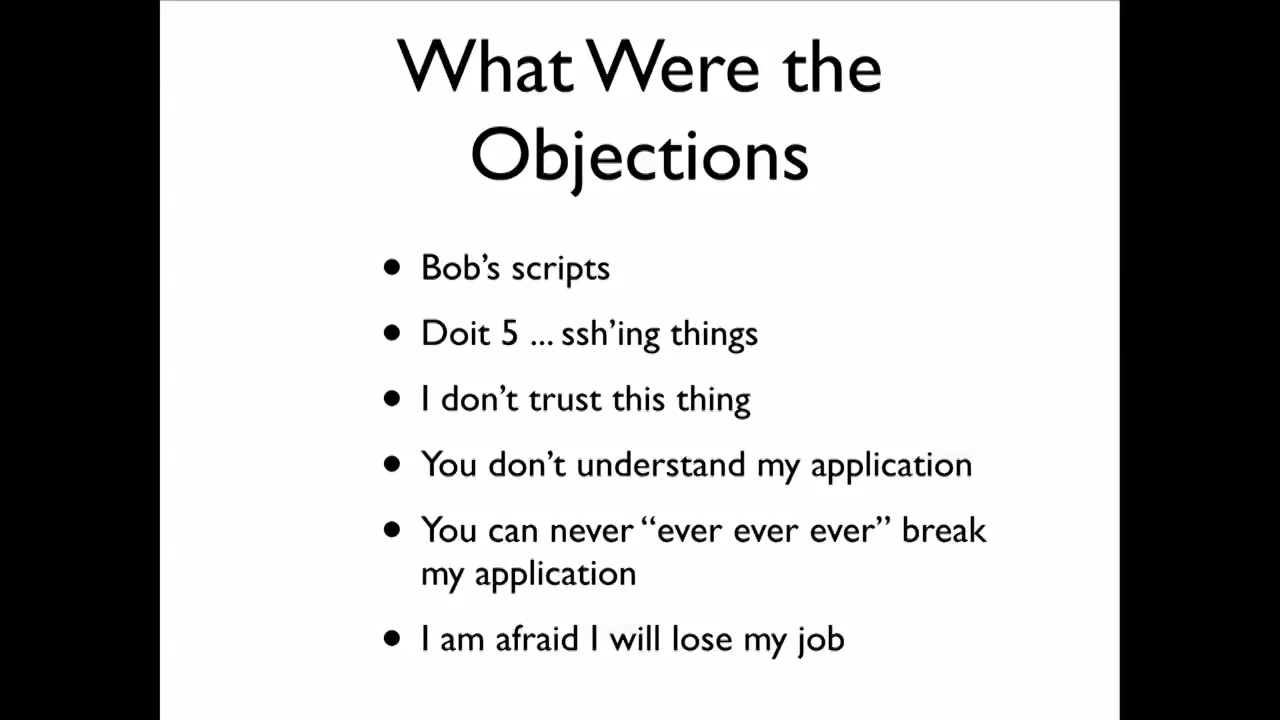 What Were the
Objections
• Bob’s scripts
• Doit 5 ... ssh’ing things
• I don’t trust this thing
• You don’t understand my application
• You can never “ever ever ever” break
my application
• I am afraid I will lose my job